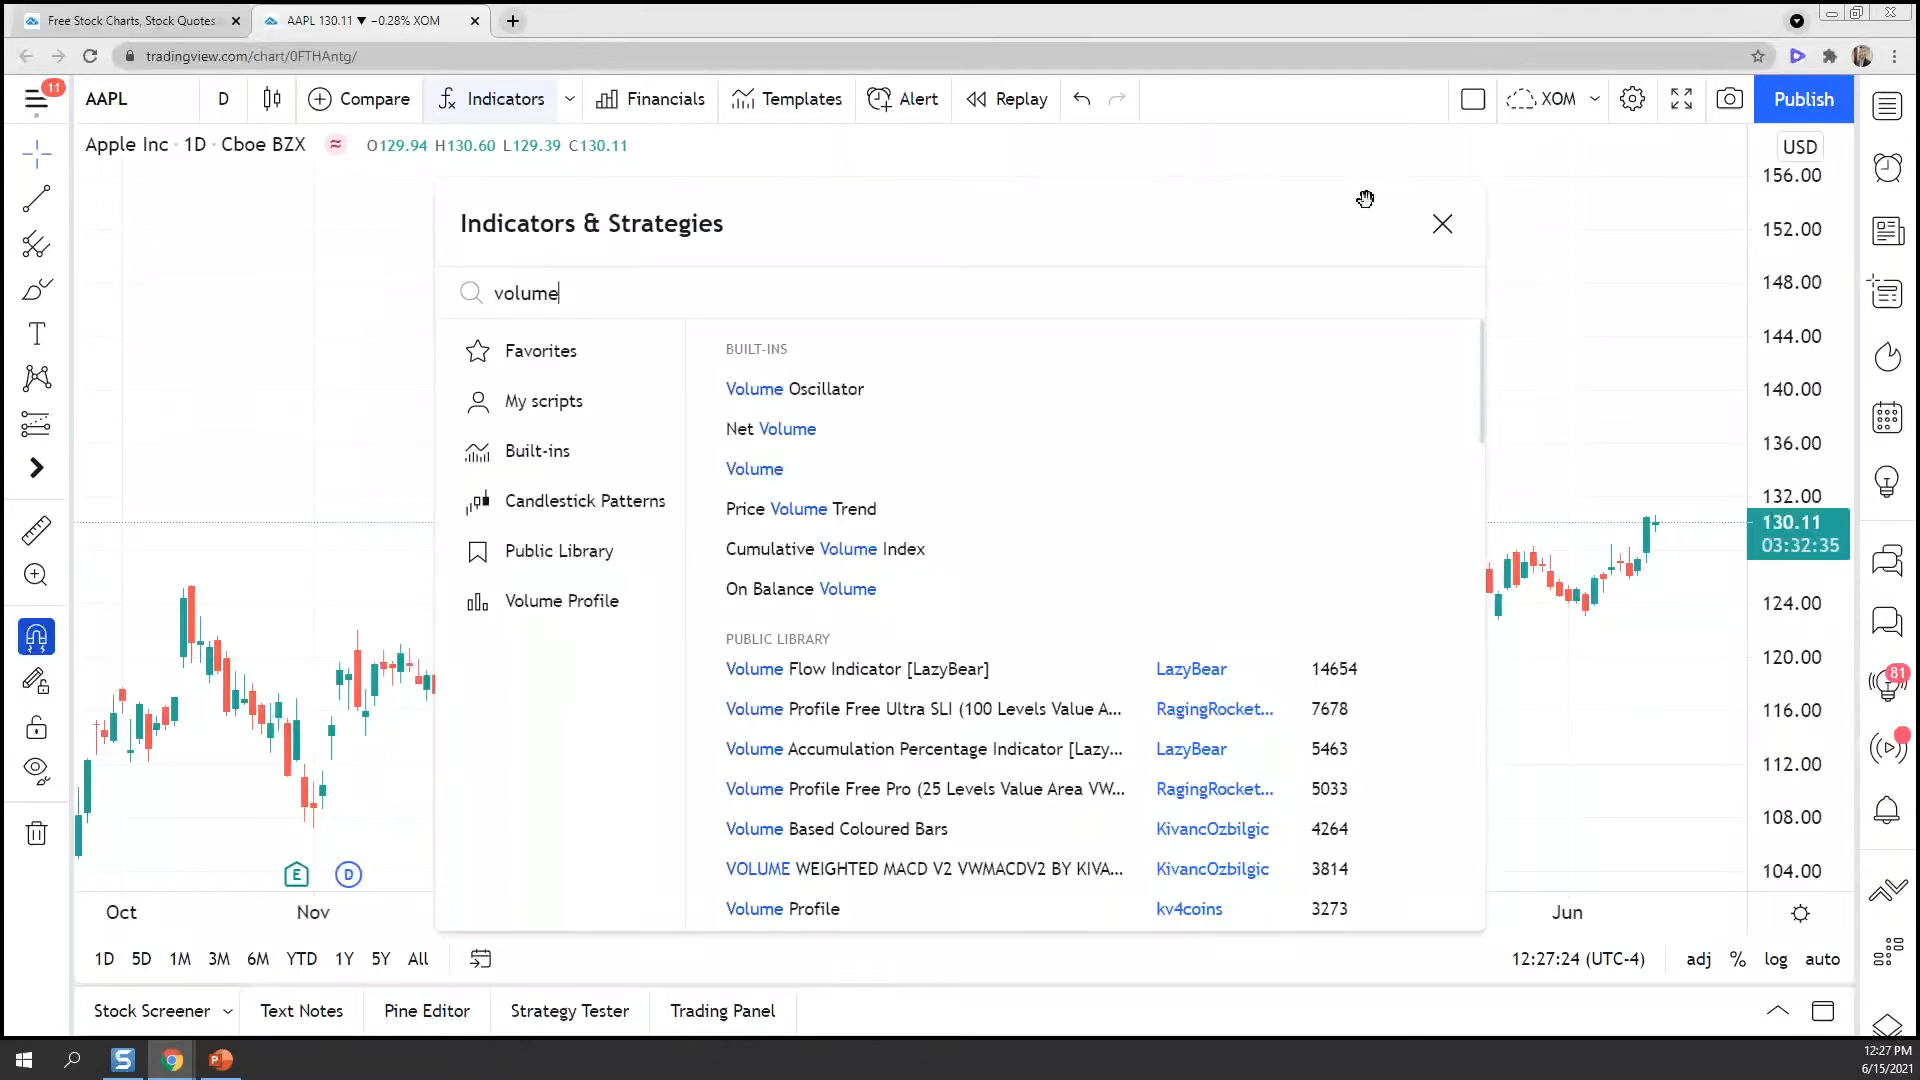 Free Stock Charts, Stock Quotes
AAPL 130.11 ▼ −0.28% XOM
tradingview.com/chart/0FTHAntg/
11
AAPL
D
Compare
Indicators
Financials
Templates
Alert
Replay
XOM
Publish
Apple Inc · 1D · Cboe BZX
O129.94 H130.60 L129.39 C130.11
USD
156.00
152.00
148.00
144.00
140.00
136.00
132.00
130.11
03:32:35
124.00
120.00
116.00
112.00
108.00
104.00
Indicators & Strategies
volume
Favorites
My scripts
Built-ins
Candlestick Patterns
Public Library
Volume Profile
BUILT-INS
Volume Oscillator
Net Volume
Volume
Price Volume Trend
Cumulative Volume Index
On Balance Volume
PUBLIC LIBRARY
Volume Flow Indicator [LazyBear] LazyBear 14654
Volume Profile Free Ultra SLI (100 Levels Value A... RagingRocket... 7678
Volume Accumulation Percentage Indicator [Lazy... LazyBear 5463
Volume Profile Free Pro (25 Levels Value Area VW... RagingRocket... 5033
Volume Based Coloured Bars KivancOzbilgic 4264
VOLUME WEIGHTED MACD V2 VWMACDV2 BY KIVA... KivancOzbilgic 3814
Volume Profile kv4coins 3273
81
E
D
Oct
Nov
Jun
1D 5D 1M 3M 6M YTD 1Y 5Y All
12:27:24 (UTC-4)
adj % log auto
Stock Screener
Text Notes
Pine Editor
Strategy Tester
Trading Panel
12:27 PM
6/15/2021